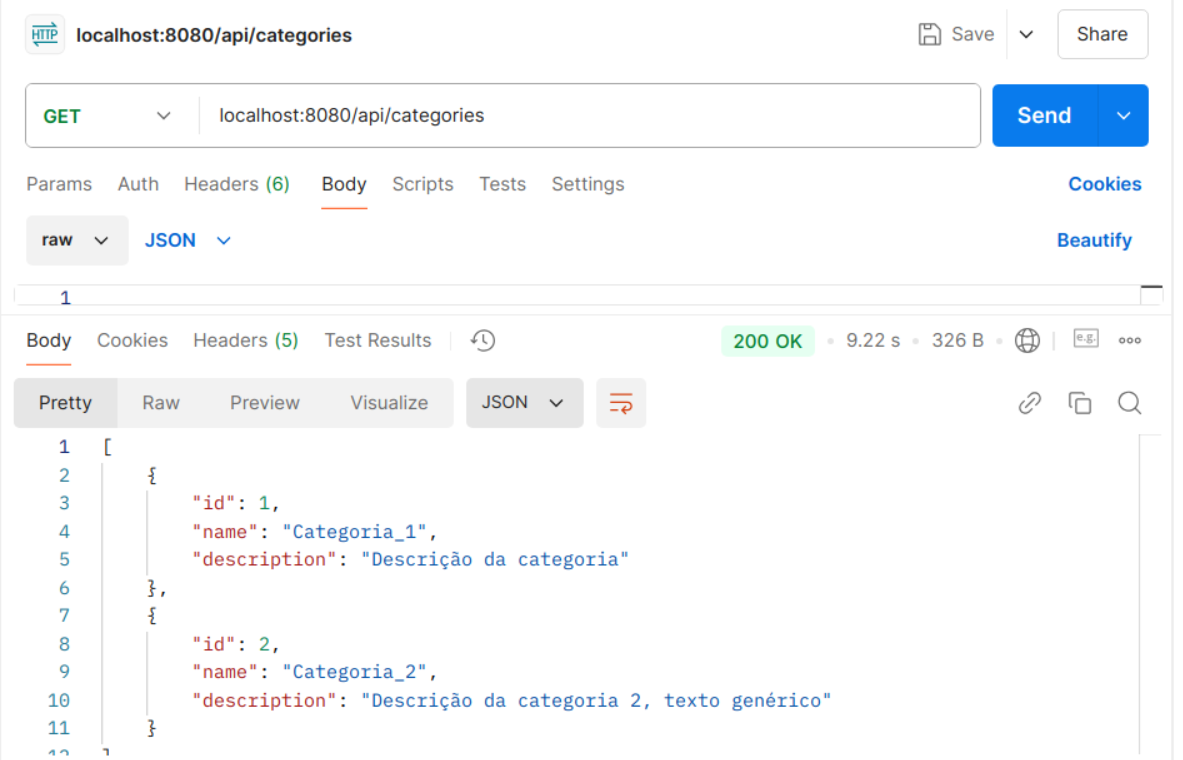 HTTP localhost:8080/api/categories Save Share
GET localhost:8080/api/categories Send
Params Auth Headers (6) Body Scripts Tests Settings Cookies
raw JSON Beautify
1
Body Cookies Headers (5) Test Results 200 OK • 9.22 s • 326 B • e.g. ooo
Pretty Raw Preview Visualize JSON
1 [
2 {
3 "id": 1,
4 "name": "Categoria_1",
5 "description": "Descrição da categoria"
6 },
7 {
8 "id": 2,
9 "name": "Categoria_2",
10 "description": "Descrição da categoria 2, texto genérico"
11 }
12 ]